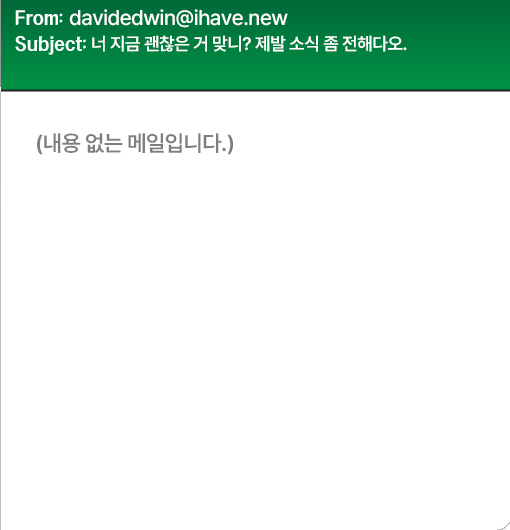 From: davidedwin@ihave.new
Subject: 너 지금 괜찮은 거 맞니? 제발 소식 좀 전해다오.
(내용 없는 메일입니다.)